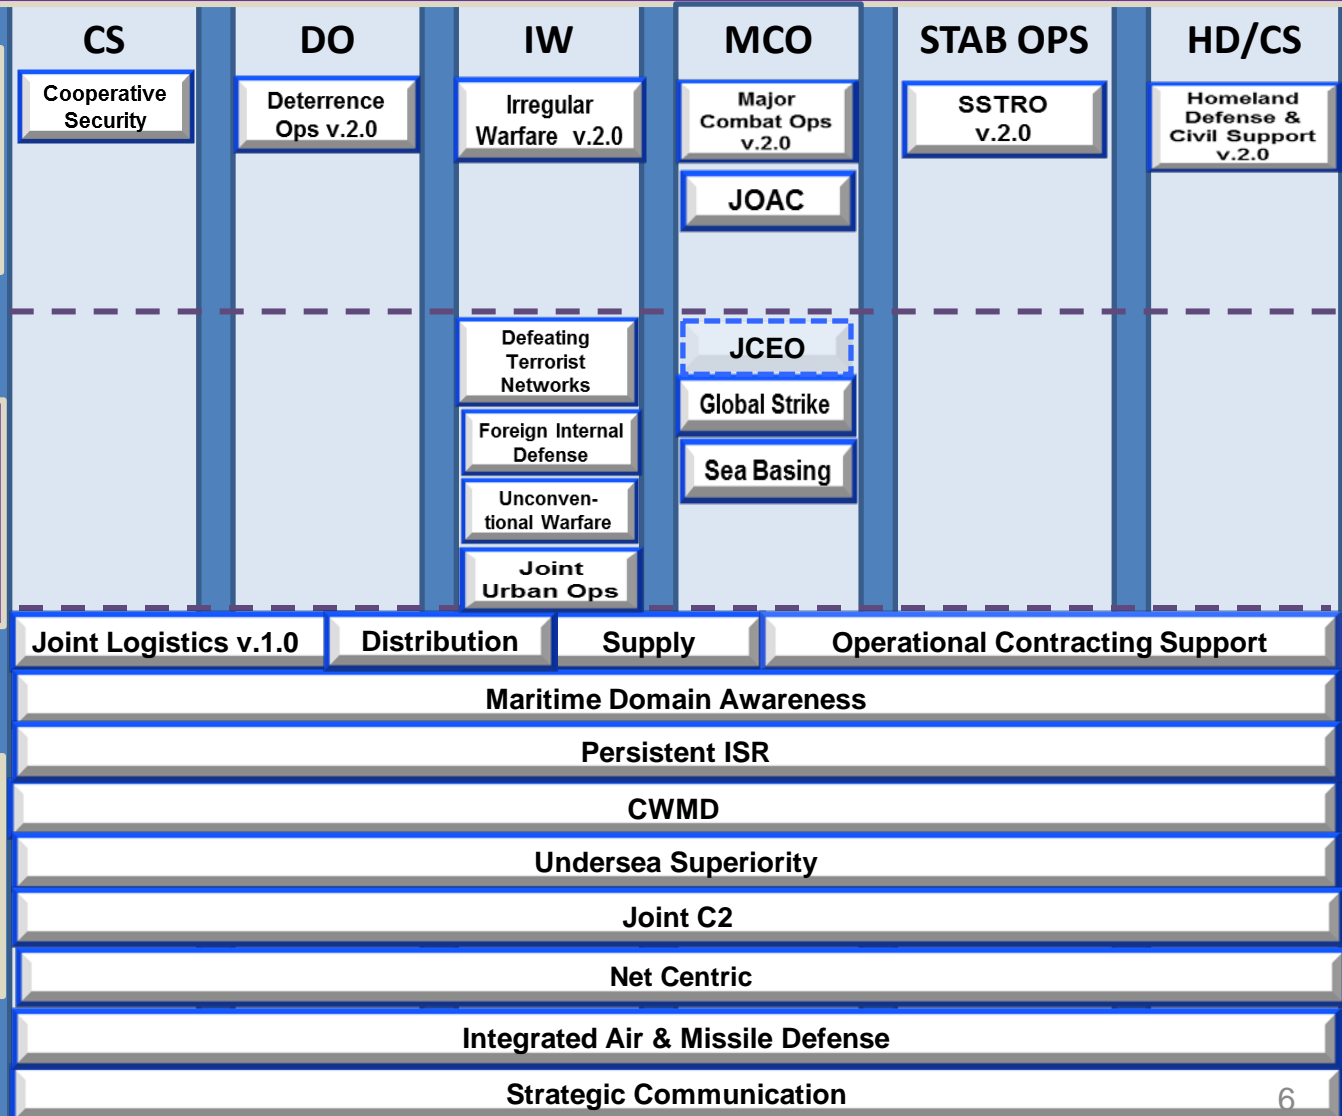 CS
DO
IW
MCO
STAB OPS
HD/CS
Cooperative
Security
Deterrence
Ops v.2.0
Irregular
Warfare v.2.0
Major
Combat Ops
v.2.0
SSTRO
v.2.0
Homeland
Defense &
Civil Support
v.2.0
JOAC
Defeating
Terrorist
Networks
Foreign Internal
Defense
Unconven-
tional Warfare
Joint
Urban Ops
JCEO
Global Strike
Sea Basing
Joint Logistics v.1.0
Distribution
Supply
Operational Contracting Support
Maritime Domain Awareness
Persistent ISR
CWMD
Undersea Superiority
Joint C2
Net Centric
Integrated Air & Missile Defense
Strategic Communication
6